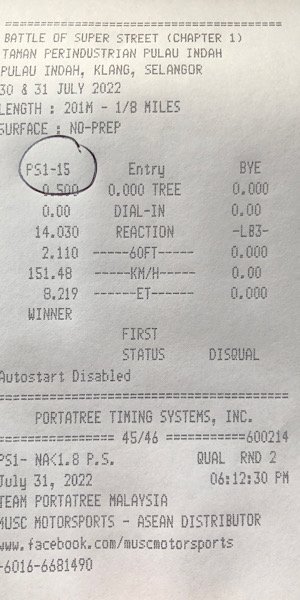 ==========================================
BATTLE OF SUPER STREET (CHAPTER 1)
TAMAN PERINDUSTRIAN PULAU INDAH
PULAU INDAH, KLANG, SELANGOR
30 & 31 JULY 2022
LENGTH : 201M - 1/8 MILES
SURFACE : NO-PREP
PS1-15 Entry BYE
0.500 0.000 TREE 0.000
0.00 DIAL-IN 0.00
14.030 REACTION -LB3-
2.110 -----60FT----- 0.000
151.48 -----KM/H----- 0.00
8.219 ------ET------ 0.000
WINNER
FIRST
STATUS DISQUAL
Autostart Disabled
==========================================
PORTATREE TIMING SYSTEMS, INC.
================ 45/46 ===========600214
PS1- NA<1.8 P.S. QUAL RND 2
July 31, 2022 06:12:30 PM
TEAM PORTATREE MALAYSIA
MUSC MOTORSPORTS - ASEAN DISTRIBUTOR
www.facebook.com/muscmotorsports
-6016-6681490